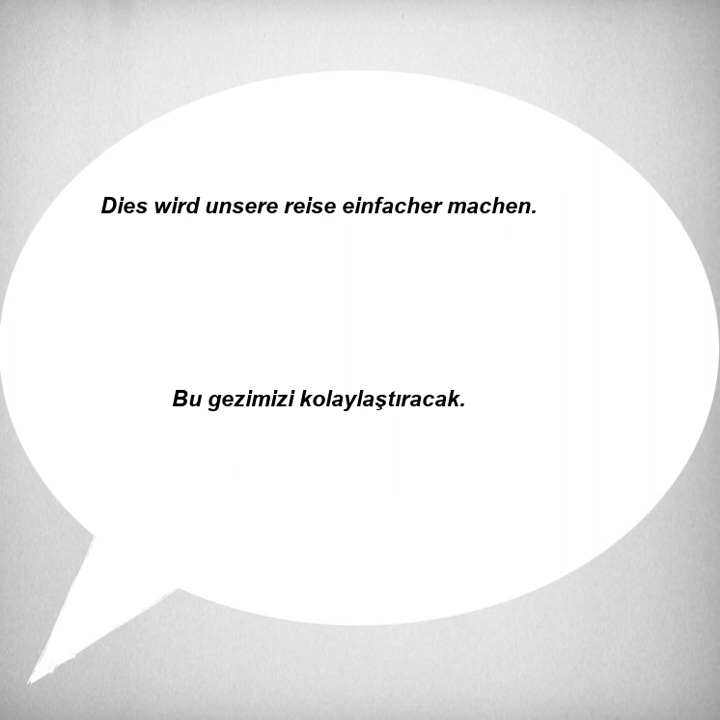 Dies wird unsere reise einfacher machen.
Bu gezimizi kolaylaştıracak.